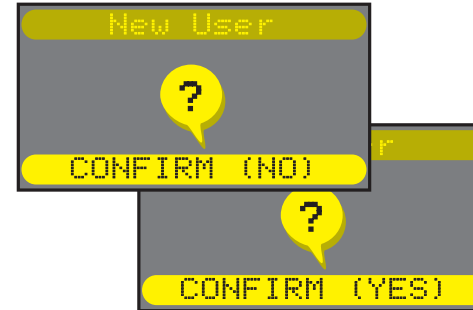 New User
?
CONFIRM (NO)
r
?
CONFIRM (YES)